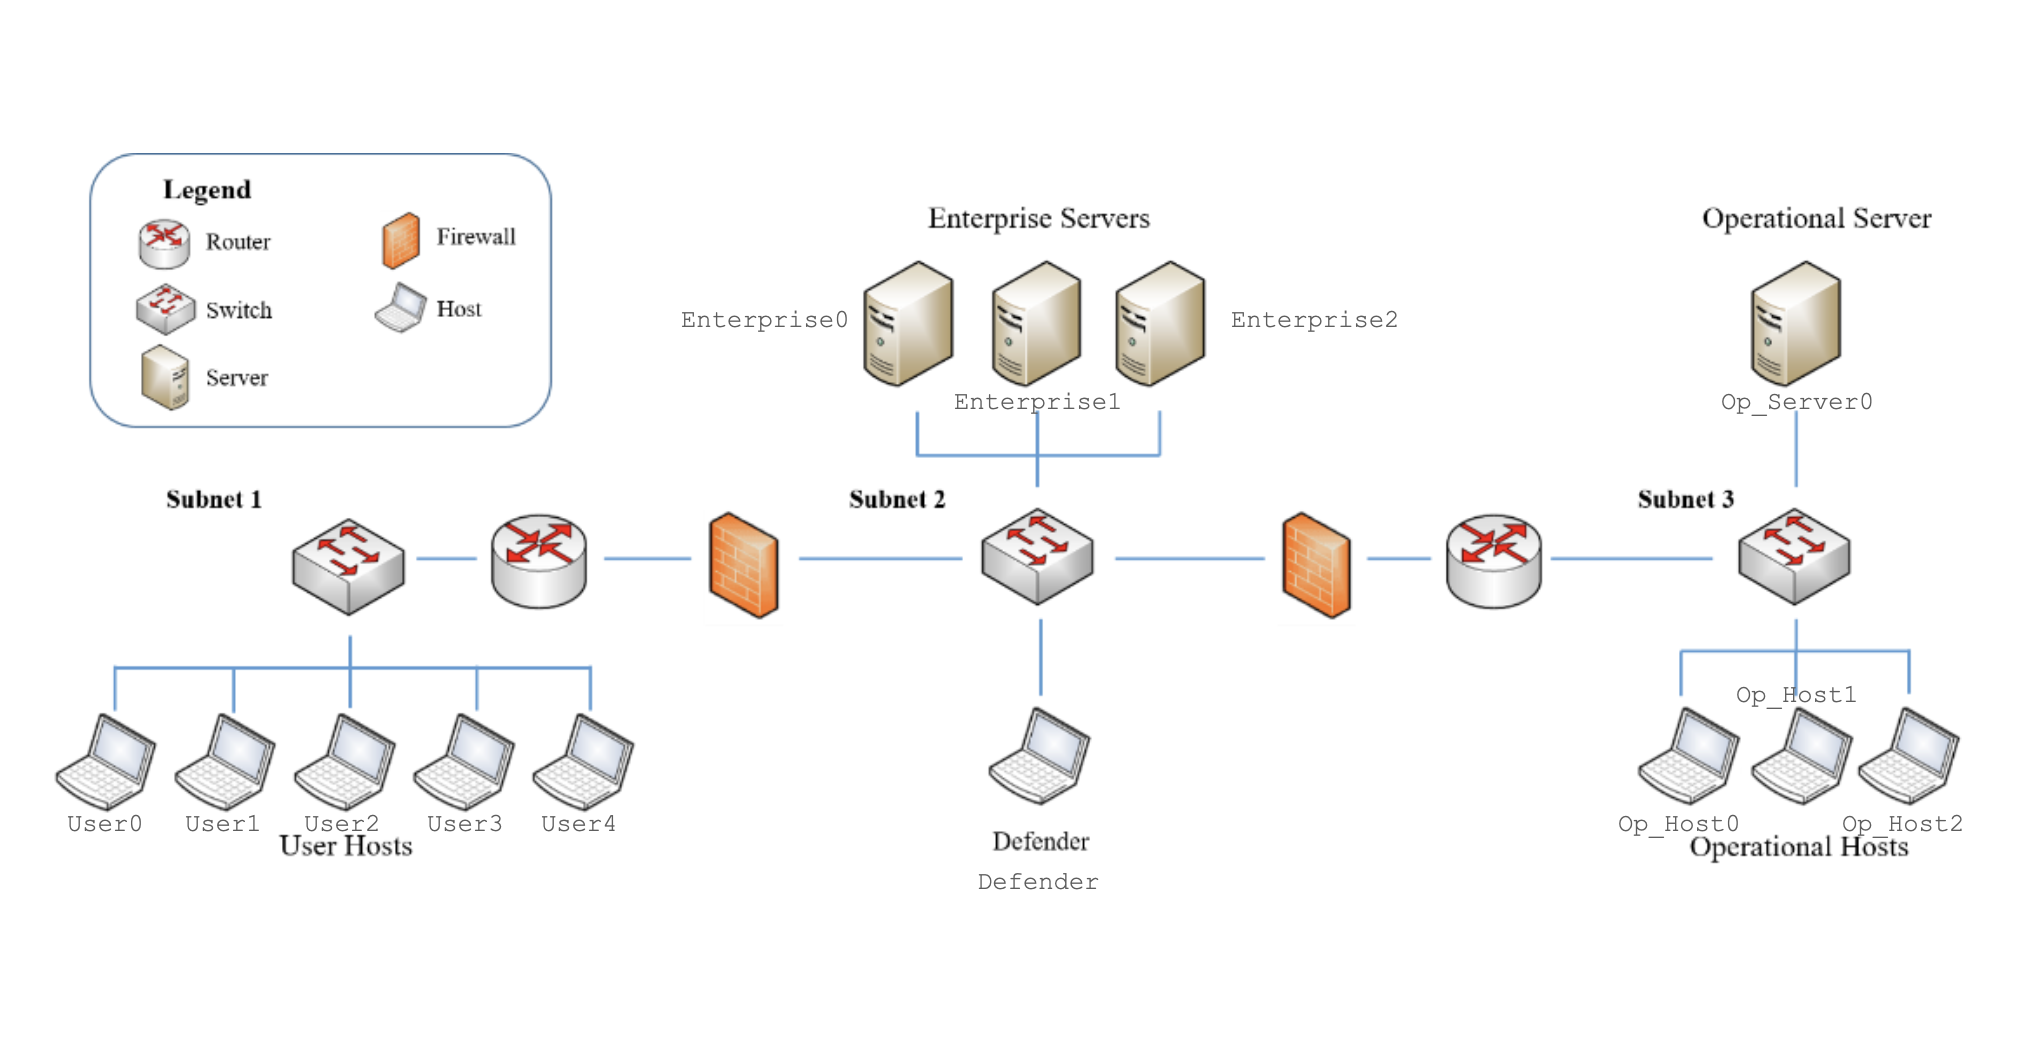 Legend
Router
Firewall
Switch
Host
Server
Enterprise Servers
Operational Server
Enterprise0
Enterprise2
Enterprise1
Op_Server0
Subnet 1
Subnet 2
Subnet 3
Op_Host1
User0
User1
User2
User3
User4
Op_Host0
Op_Host2
User Hosts
Defender
Operational Hosts
Defender